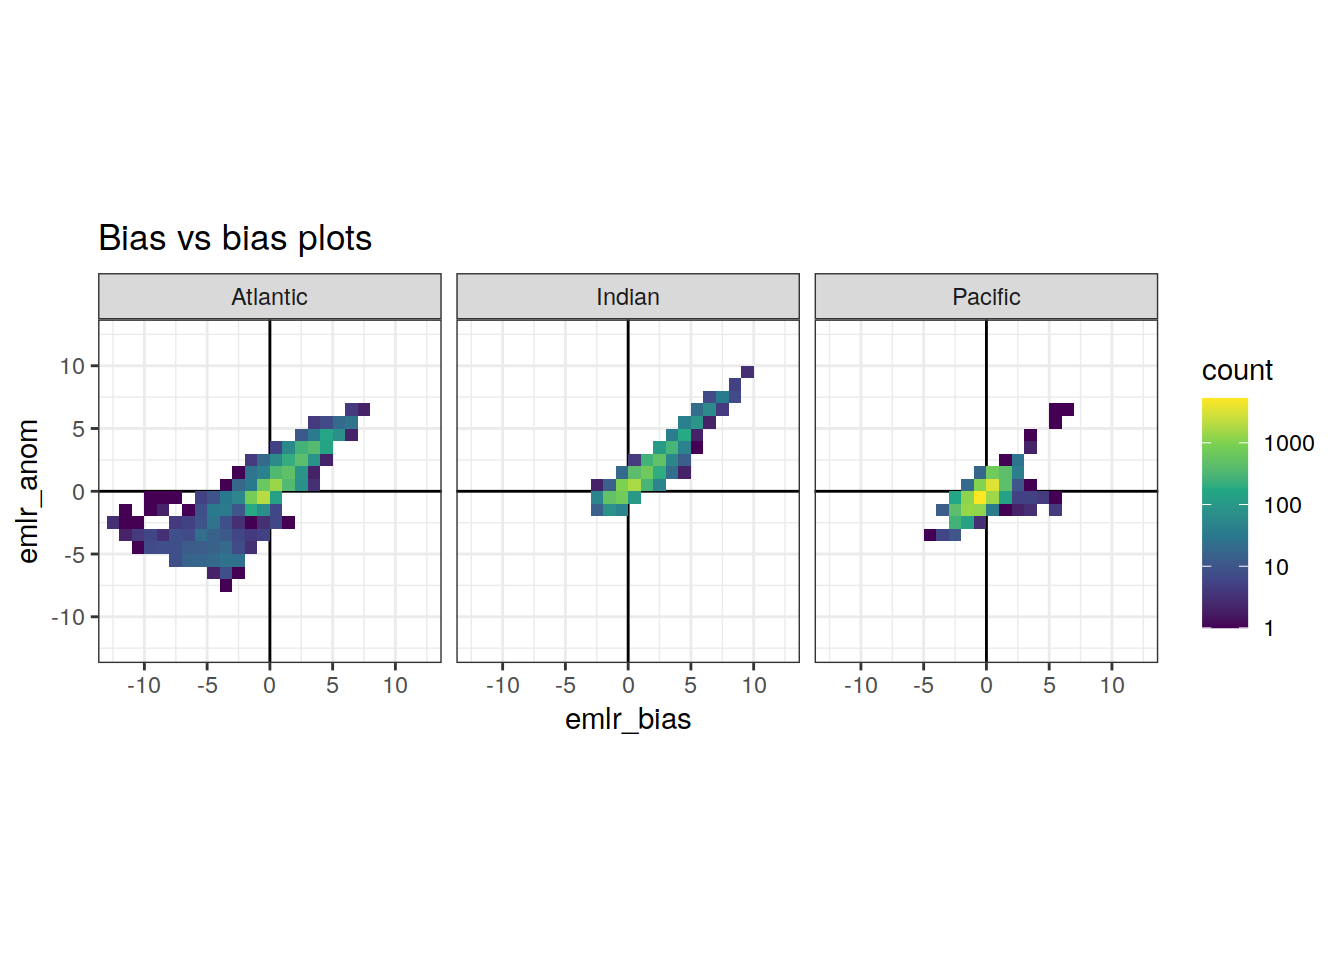 Bias vs bias plots
Atlantic Indian Pacific
10
5
0
-5
-10
emlr_anom
-10 -5 0 5 10 -10 -5 0 5 10 -10 -5 0 5 10
emlr_bias
count
1000
100
10
1